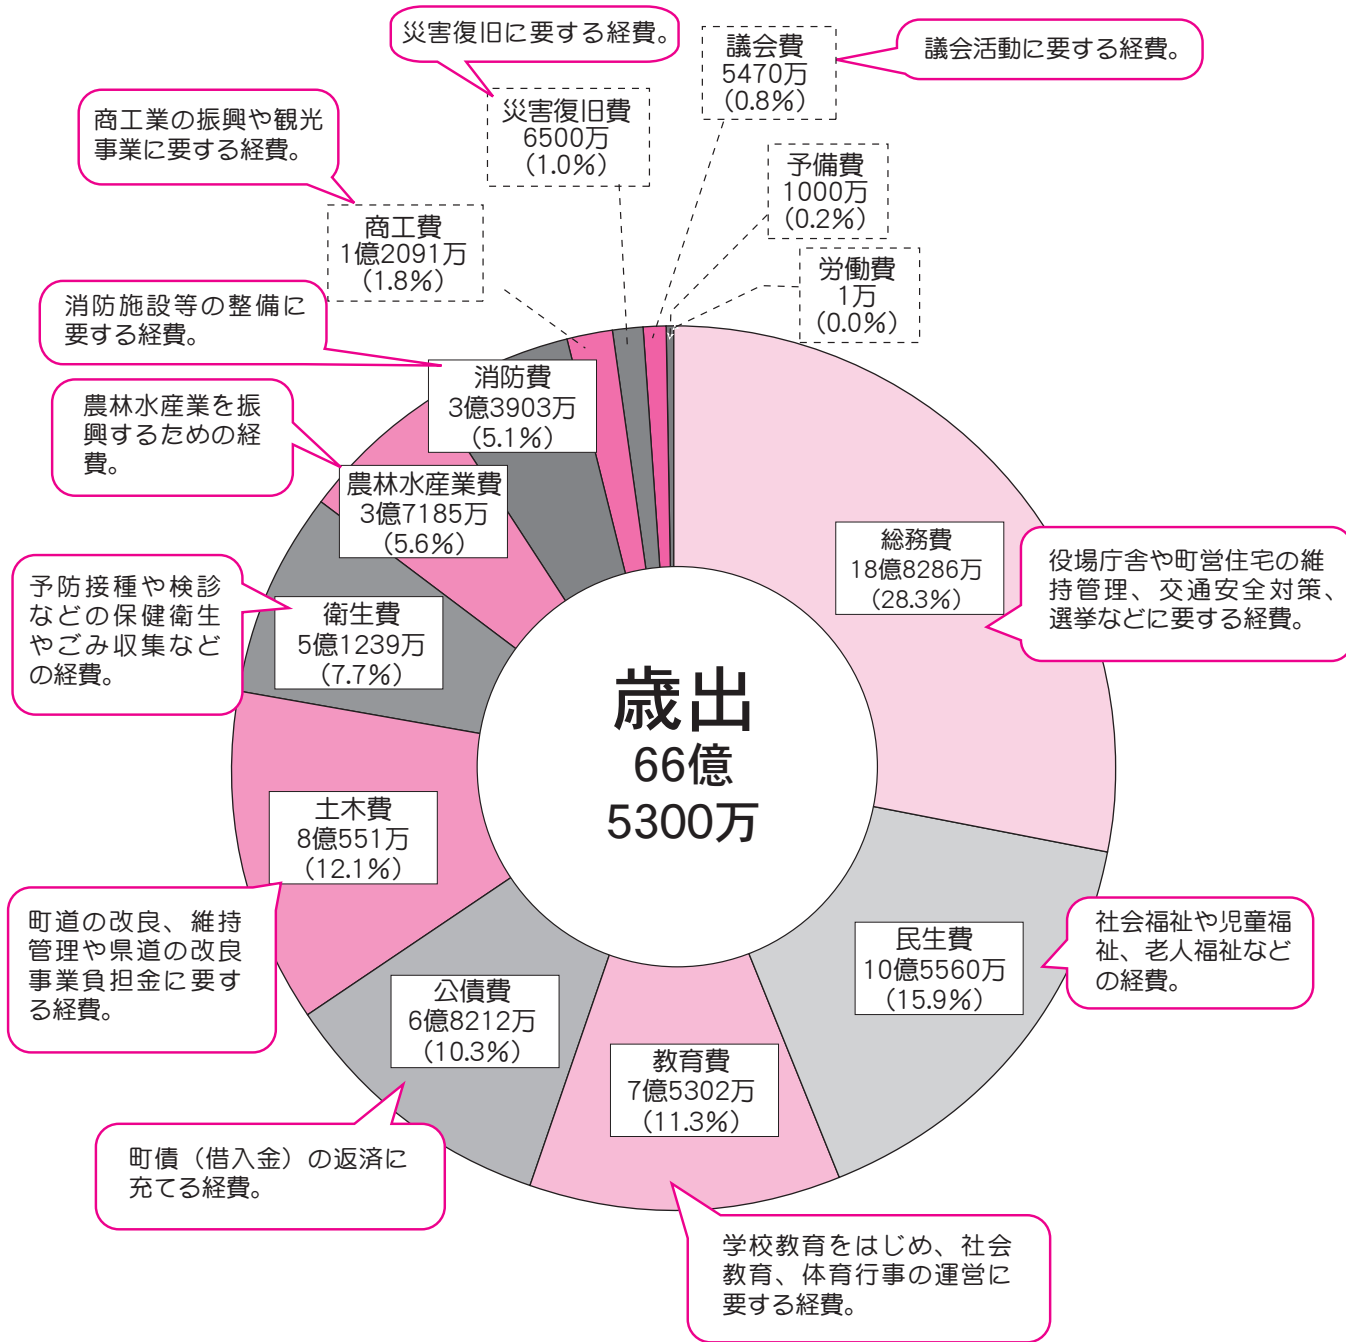 災害復旧に要する経費。
議会費
5470万
(0.8%)
議会活動に要する経費。
商工業の振興や観光
事業に要する経費。
災害復旧費
6500万
(1.0%)
予備費
1000万
(0.2%)
商工費
1億2091万
(1.8%)
労働費
1万
(0.0%)
消防施設等の整備に
要する経費。
消防費
3億3903万
(5.1%)
農林水産業を振
興するための経
費。
農林水産業費
3億7185万
(5.6%)
総務費
18億8286万
(28.3%)
役場庁舎や町営住宅の維
持管理、交通安全対策、
選挙などに要する経費。
予防接種や検診
などの保健衛生
やごみ収集など
の経費。
衛生費
5億1239万
(7.7%)
歳出
66億
5300万
土木費
8億551万
(12.1%)
町道の改良、維持
管理や県道の改良
事業負担金に要す
る経費。
民生費
10億5560万
(15.9%)
社会福祉や児童福
祉、老人福祉など
の経費。
公債費
6億8212万
(10.3%)
教育費
7億5302万
(11.3%)
町債（借入金）の返済に
充てる経費。
学校教育をはじめ、社会
教育、体育行事の運営に
要する経費。